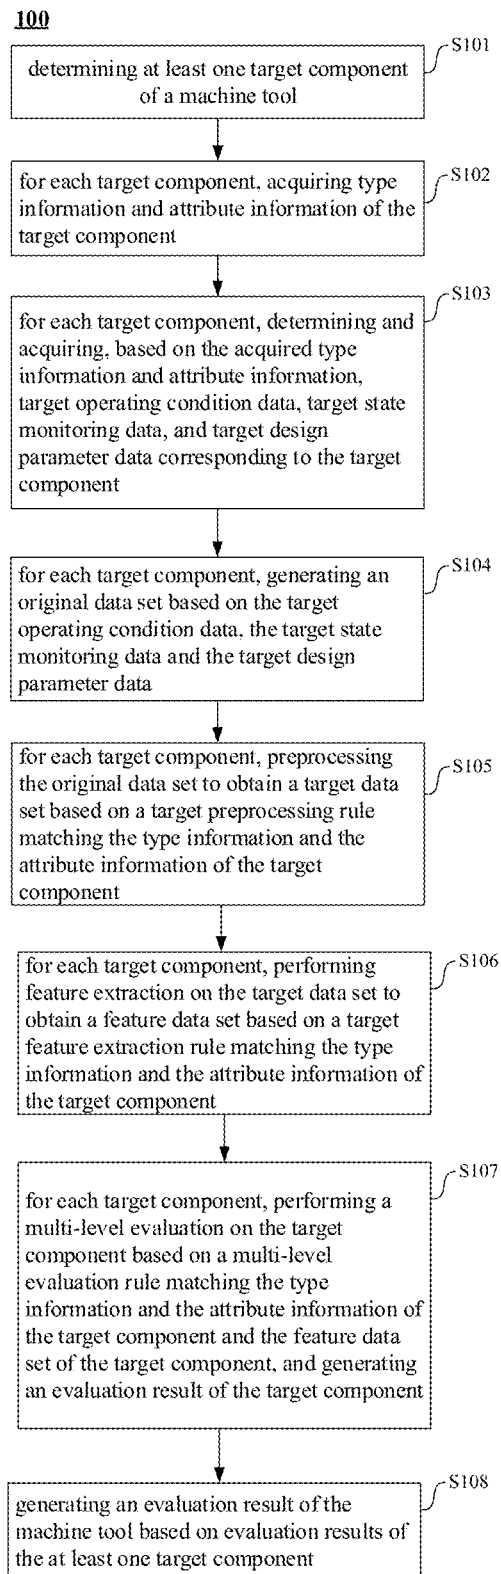 100
S101
determining at least one target component
of a machine tool
S102
for each target component, acquiring type
information and attribute information of the
target component
S103
for each target component, determining and
acquiring, based on the acquired type
information and attribute information,
target operating condition data, target state
monitoring data, and target design
parameter data corresponding to the target
component
S104
for each target component, generating an
original data set based on the target
operating condition data, the target state
monitoring data and the target design
parameter data
S105
for each target component, preprocessing
the original data set to obtain a target data
set based on a target preprocessing rule
matching the type information and the
attribute information of the target
component
S106
for each target component, performing
feature extraction on the target data set to
obtain a feature data set based on a target
feature extraction rule matching the type
information and the attribute information of
the target component
S107
for each target component, performing a
multi-level evaluation on the target
component based on a multi-level
evaluation rule matching the type
information and the attribute information of
the target component and the feature data
set of the target component, and generating
an evaluation result of the target component
S108
generating an evaluation result of the
machine tool based on evaluation results of
the at least one target component